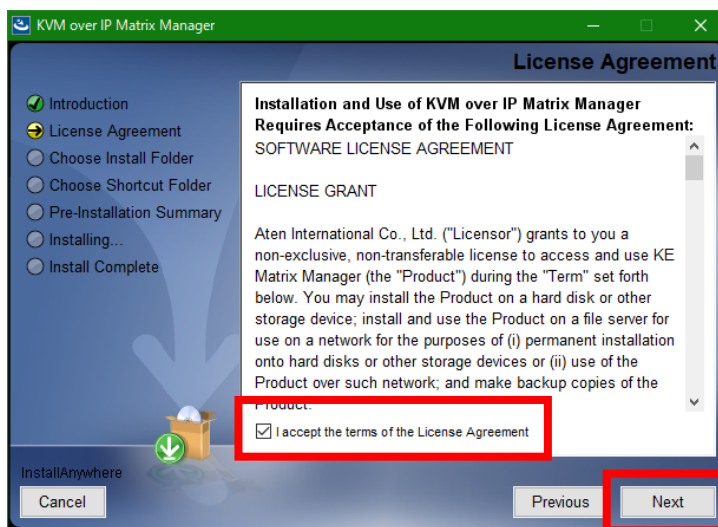 KVM over IP Matrix Manager
License Agreement
Introduction
License Agreement
Choose Install Folder
Choose Shortcut Folder
Pre-Installation Summary
Installing...
Install Complete
Installation and Use of KVM over IP Matrix Manager
Requires Acceptance of the Following License Agreement:
SOFTWARE LICENSE AGREEMENT
LICENSE GRANT
Aten International Co., Ltd. ("Licensor") grants to you a
non-exclusive, non-transferable license to access and use KE
Matrix Manager (the "Product") during the "Term" set forth
below. You may install the Product on a hard disk or other
storage device; install and use the Product on a file server for
use on a network for the purposes of (i) permanent installation
onto hard disks or other storage devices or (ii) use of the
Product over such network; and make backup copies of the
Product.
I accept the terms of the License Agreement
InstallAnywhere
Cancel
Previous
Next